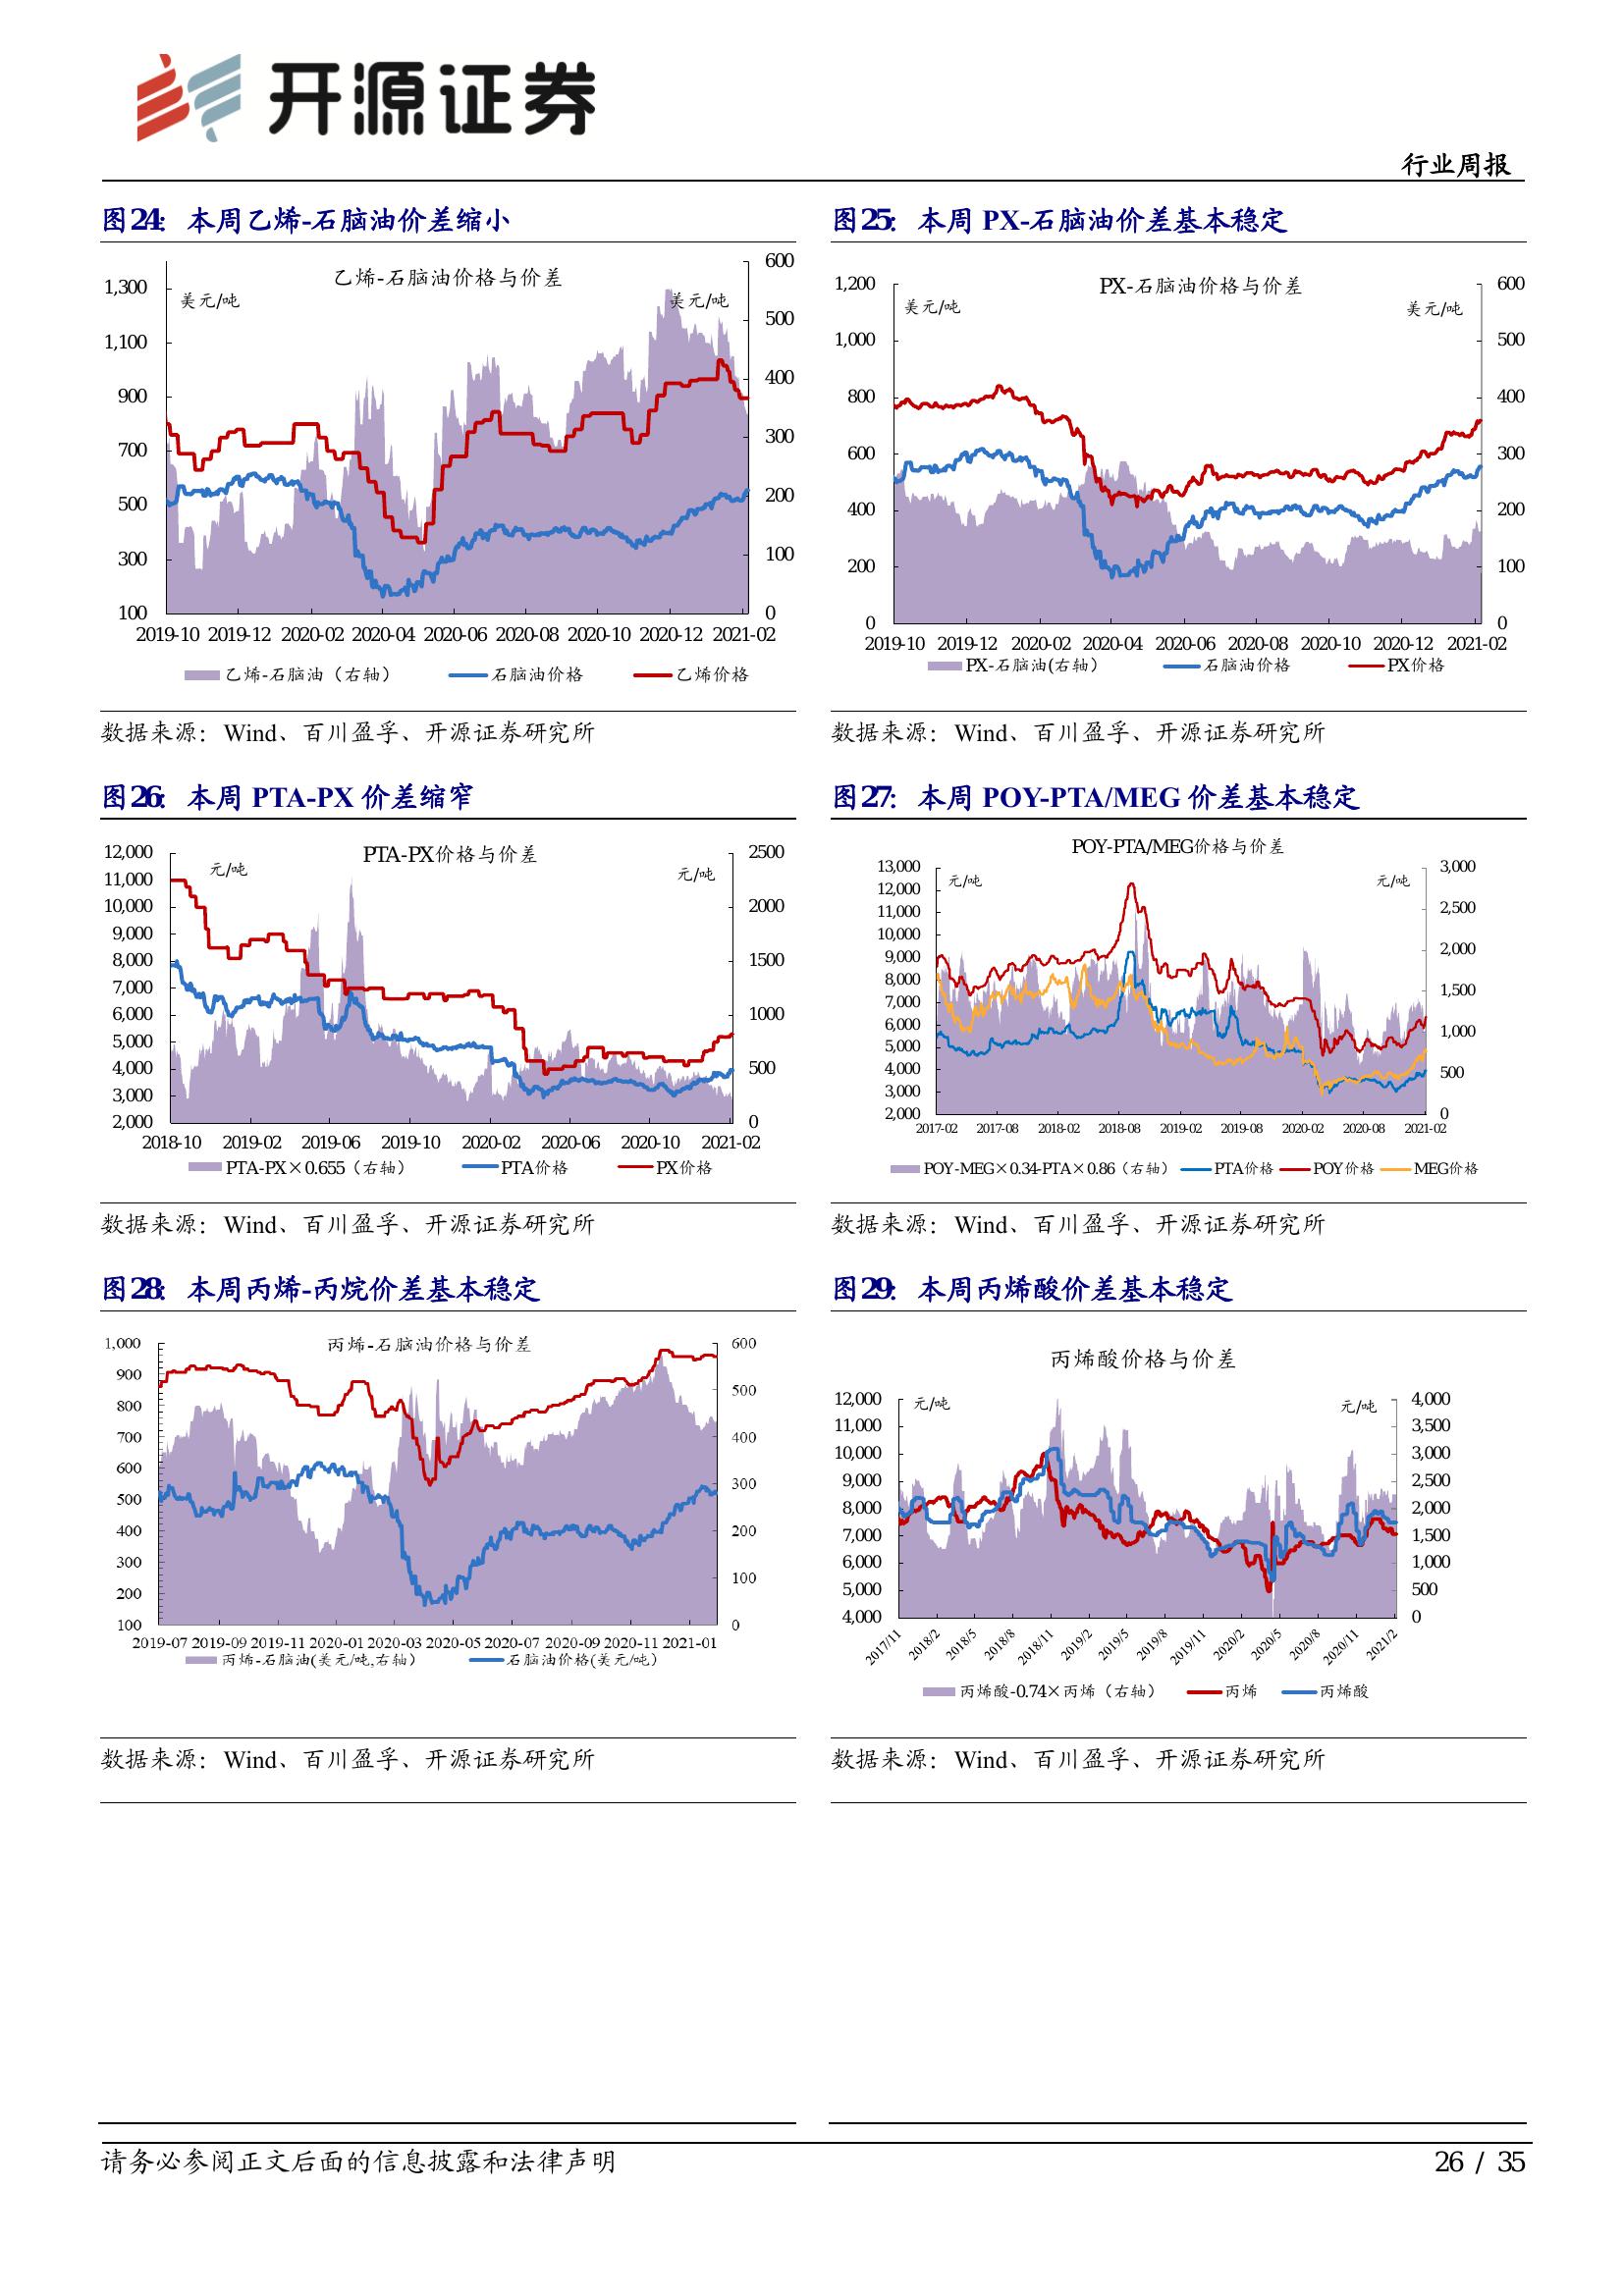 开源证券
行业周报
图24： 本周乙烯-石脑油价差缩小
乙烯-石脑油价格与价差
美元/吨
美元/吨
1,300
1,100
900
700
500
300
100
600
500
400
300
200
100
0
2019-10 2019-12 2020-02 2020-04 2020-06 2020-08 2020-10 2020-12 2021-02
乙烯-石脑油（右轴） 石脑油价格 乙烯价格
数据来源：Wind、百川盈孚、开源证券研究所
图25： 本周 PX-石脑油价差基本稳定
PX-石脑油价格与价差
美元/吨
美元/吨
1,200
1,000
800
600
400
200
0
600
500
400
300
200
100
0
2019-10 2019-12 2020-02 2020-04 2020-06 2020-08 2020-10 2020-12 2021-02
PX-石脑油(右轴） 石脑油价格 PX价格
数据来源：Wind、百川盈孚、开源证券研究所
图26： 本周 PTA-PX 价差缩窄
PTA-PX价格与价差
元/吨
元/吨
12,000
11,000
10,000
9,000
8,000
7,000
6,000
5,000
4,000
3,000
2,000
2500
2000
1500
1000
500
0
2018-10 2019-02 2019-06 2019-10 2020-02 2020-06 2020-10 2021-02
PTA-PX×0.655（右轴） PTA价格 PX价格
数据来源：Wind、百川盈孚、开源证券研究所
图27： 本周 POY-PTA/MEG 价差基本稳定
POY-PTA/MEG价格与价差
元/吨
元/吨
13,000
12,000
11,000
10,000
9,000
8,000
7,000
6,000
5,000
4,000
3,000
2,000
3,000
2,500
2,000
1,500
1,000
500
0
2017-02 2017-08 2018-02 2018-08 2019-02 2019-08 2020-02 2020-08 2021-02
POY-MEG×0.34-PTA×0.86（右轴） PTA价格 POY价格 MEG价格
数据来源：Wind、百川盈孚、开源证券研究所
图28： 本周丙烯-丙烷价差基本稳定
丙烯-石脑油价格与价差
1,000
900
800
700
600
500
400
300
200
100
600
500
400
300
200
100
0
2019-07 2019-09 2019-11 2020-01 2020-03 2020-05 2020-07 2020-09 2020-11 2021-01
丙烯-石脑油(美元/吨,右轴） 石脑油价格(美元/吨）
数据来源：Wind、百川盈孚、开源证券研究所
图29： 本周丙烯酸价差基本稳定
丙烯酸价格与价差
元/吨
元/吨
12,000
11,000
10,000
9,000
8,000
7,000
6,000
5,000
4,000
4,000
3,500
3,000
2,500
2,000
1,500
1,000
500
0
2017/11 2018/2 2018/5 2018/8 2018/11 2019/2 2019/5 2019/8 2019/11 2020/2 2020/5 2020/8 2020/11 2021/2
丙烯酸-0.74×丙烯（右轴） 丙烯 丙烯酸
数据来源：Wind、百川盈孚、开源证券研究所
请务必参阅正文后面的信息披露和法律声明
26 / 35